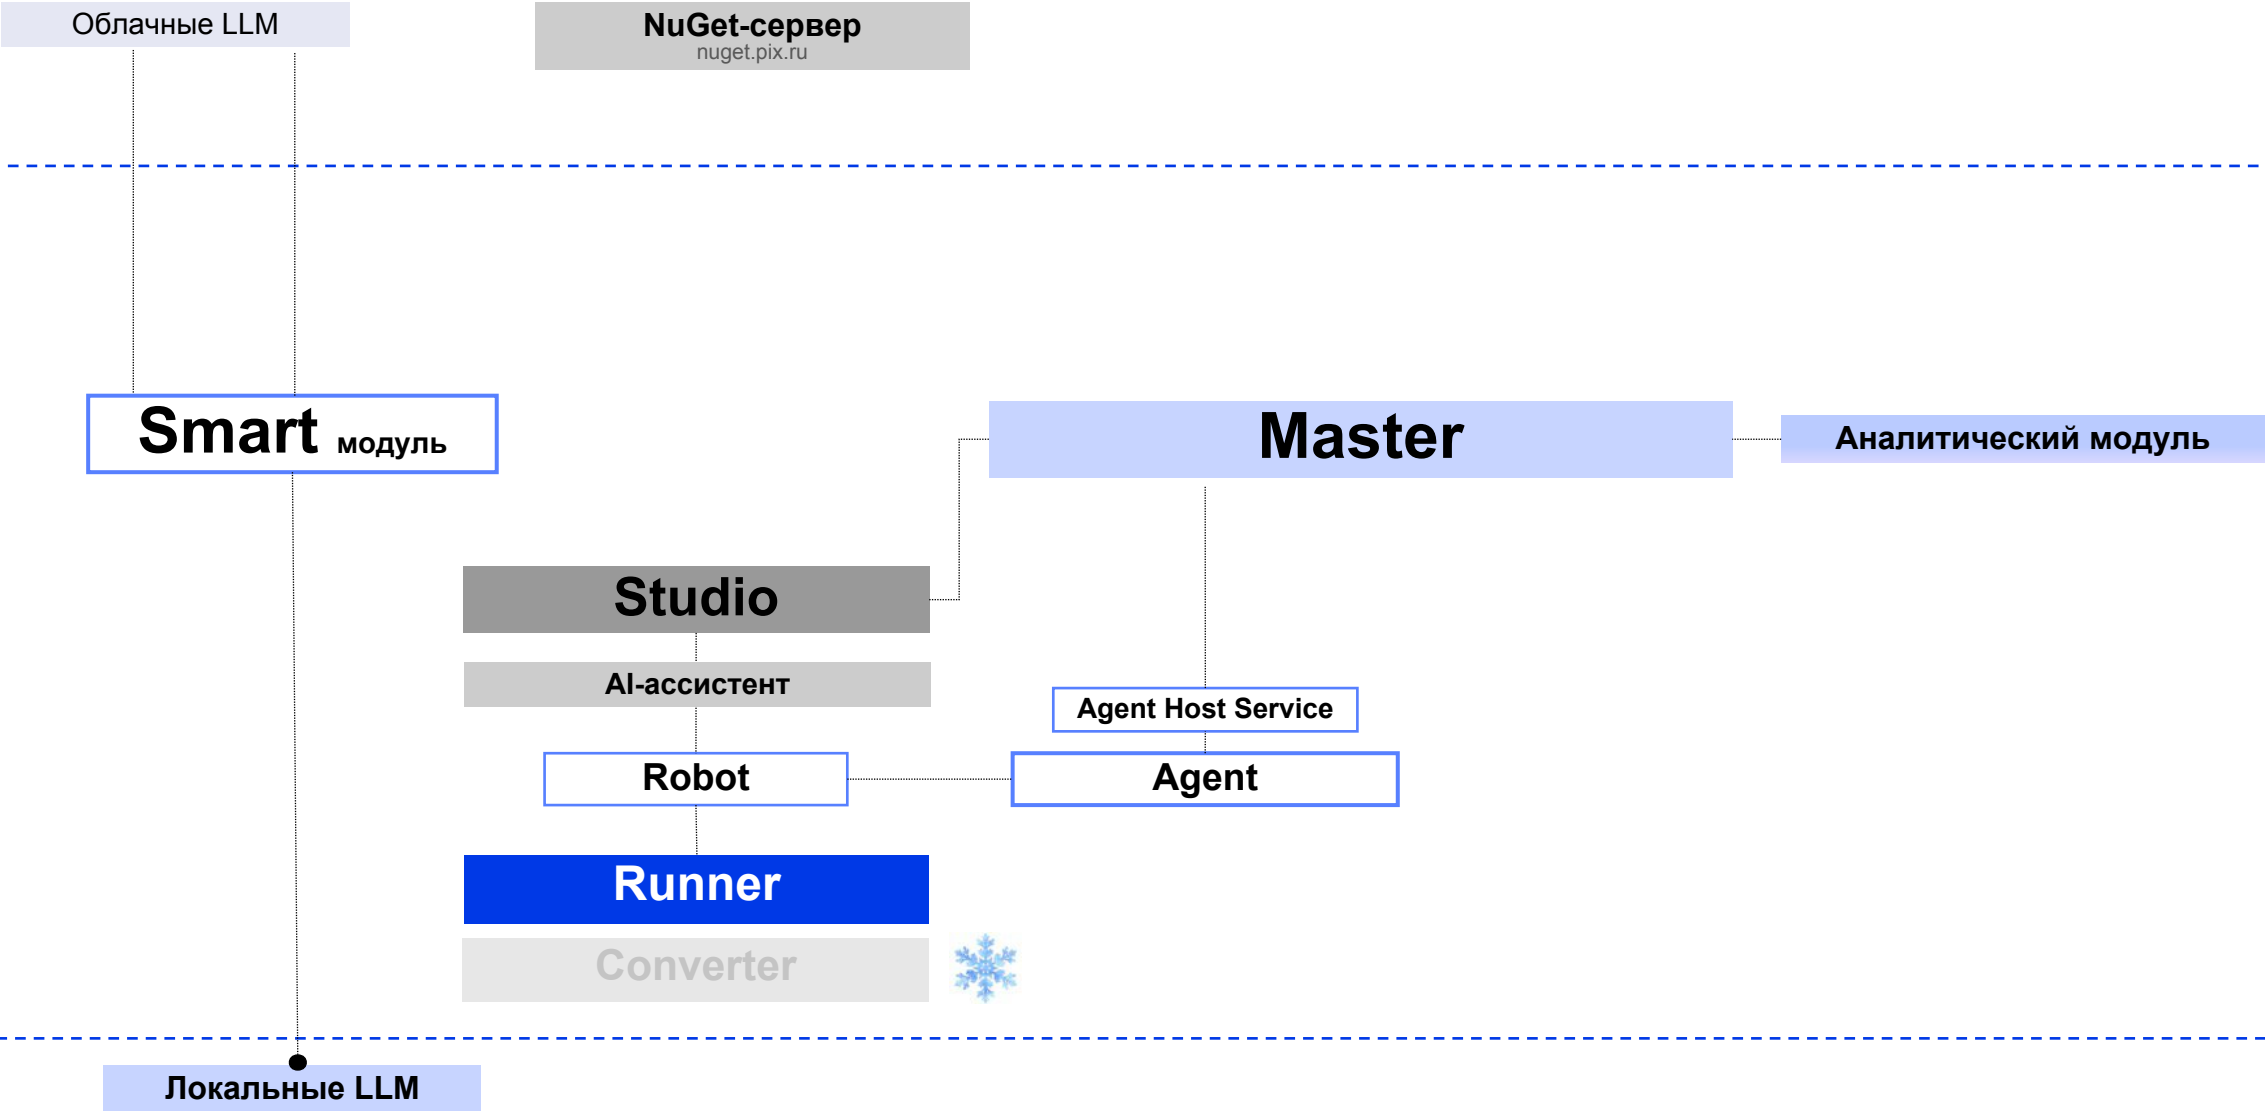 Облачные LLM
NuGet-сервер
nuget.pix.ru
Smart модуль
Master
Аналитический модуль
Studio
AI-ассистент
Agent Host Service
Robot
Agent
Runner
Converter
Локальные LLM